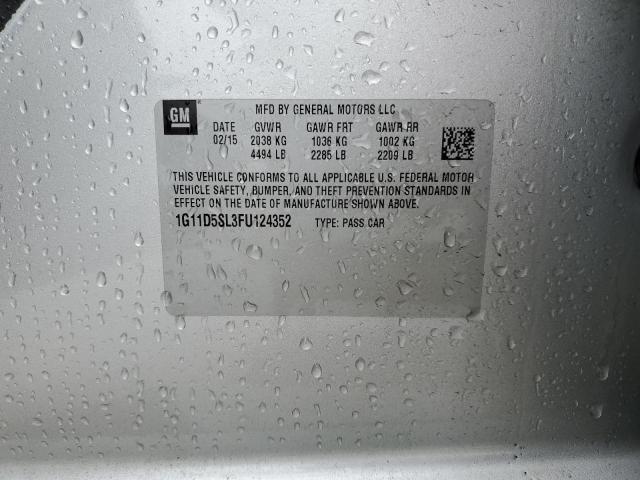 GM
MFD BY GENERAL MOTORS LLC
DATE GVWR GAWR FRT GAWR RR
02/15 2038 KG 1036 KG 1002 KG
4494 LB 2285 LB 2209 LB
THIS VEHICLE CONFORMS TO ALL APPLICABLE U.S. FEDERAL MOTOR
VEHICLE SAFETY, BUMPER, AND THEFT PREVENTION STANDARDS IN
EFFECT ON THE DATE OF MANUFACTURE SHOWN ABOVE.
1G11D5SL3FU124352 TYPE: PASS CAR